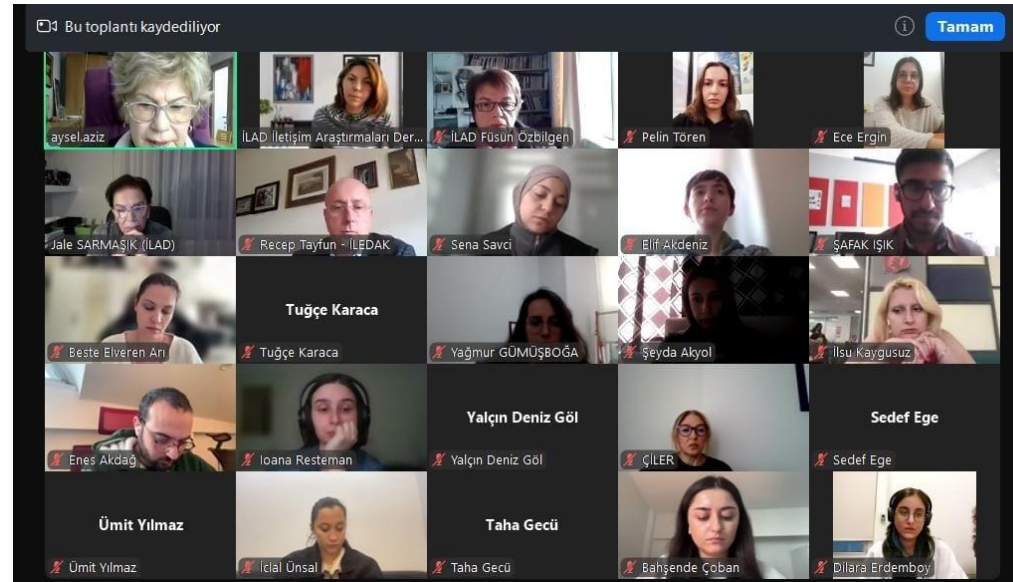 Bu toplantı kaydediliyor
Tamam
aysel.aziz
İLAD İletişim Araştırmaları Der...
İLAD Füsun Özbilgen
Pelin Tören
Ece Ergin
Jale SARMAŞIK (İLAD)
Recep Tayfun - İLEDAK
Sena Savci
Elif Akdeniz
ŞAFAK IŞIK
Beste Elveren Arı
Tuğçe Karaca
Tuğçe Karaca
Yağmur GÜMÜŞBOĞA
Şeyda Akyol
İlsu Kaygusuz
Enes Akdağ
Ioana Resteman
Yalçın Deniz Göl
Yalçın Deniz Göl
ÇİLER
Sedef Ege
Sedef Ege
Ümit Yılmaz
Ümit Yılmaz
İclal Ünsal
Taha Gecü
Taha Gecü
Bahşende Çoban
Dilara Erdemboy